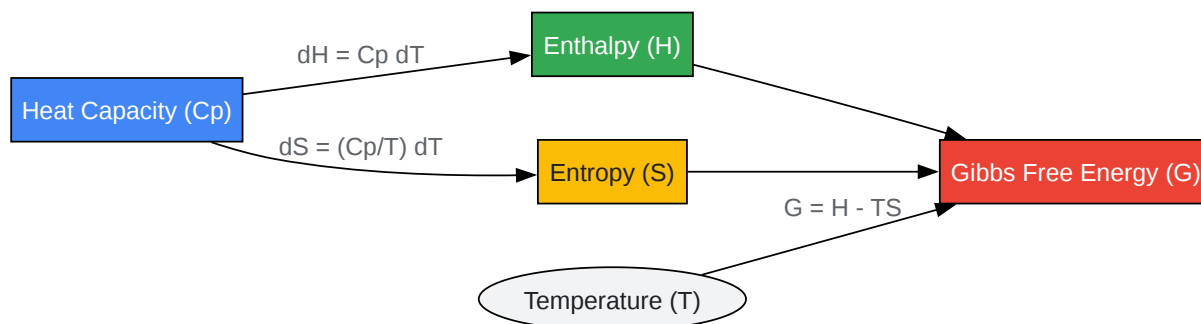 Heat Capacity (Cp)
dH = Cp dT
dS = (Cp/T) dT
Enthalpy (H)
Entropy (S)
Temperature (T)
G = H - TS
Gibbs Free Energy (G)